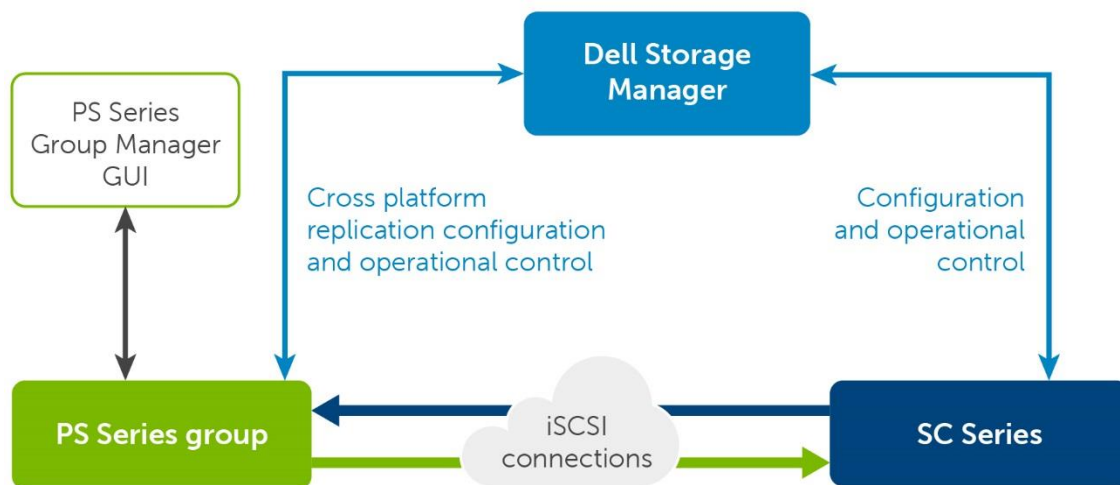 Dell Storage
Manager
PS Series
Group Manager
GUI
Cross platform
replication configuration
and operational control
Configuration
and operational
control
PS Series group
iSCSI
connections
SC Series